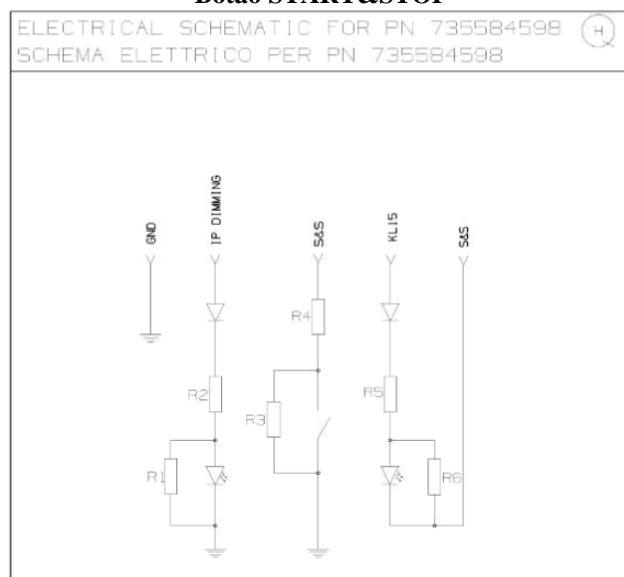 Botão START&STOP
ELECTRICAL SCHEMATIC FOR PN 735584598
H
SCHEMA ELETTRICO PER PN 735584598
GND
IP DIMMING
S&S
KL15
S&S
R4
R2
R3
R5
R1
R6